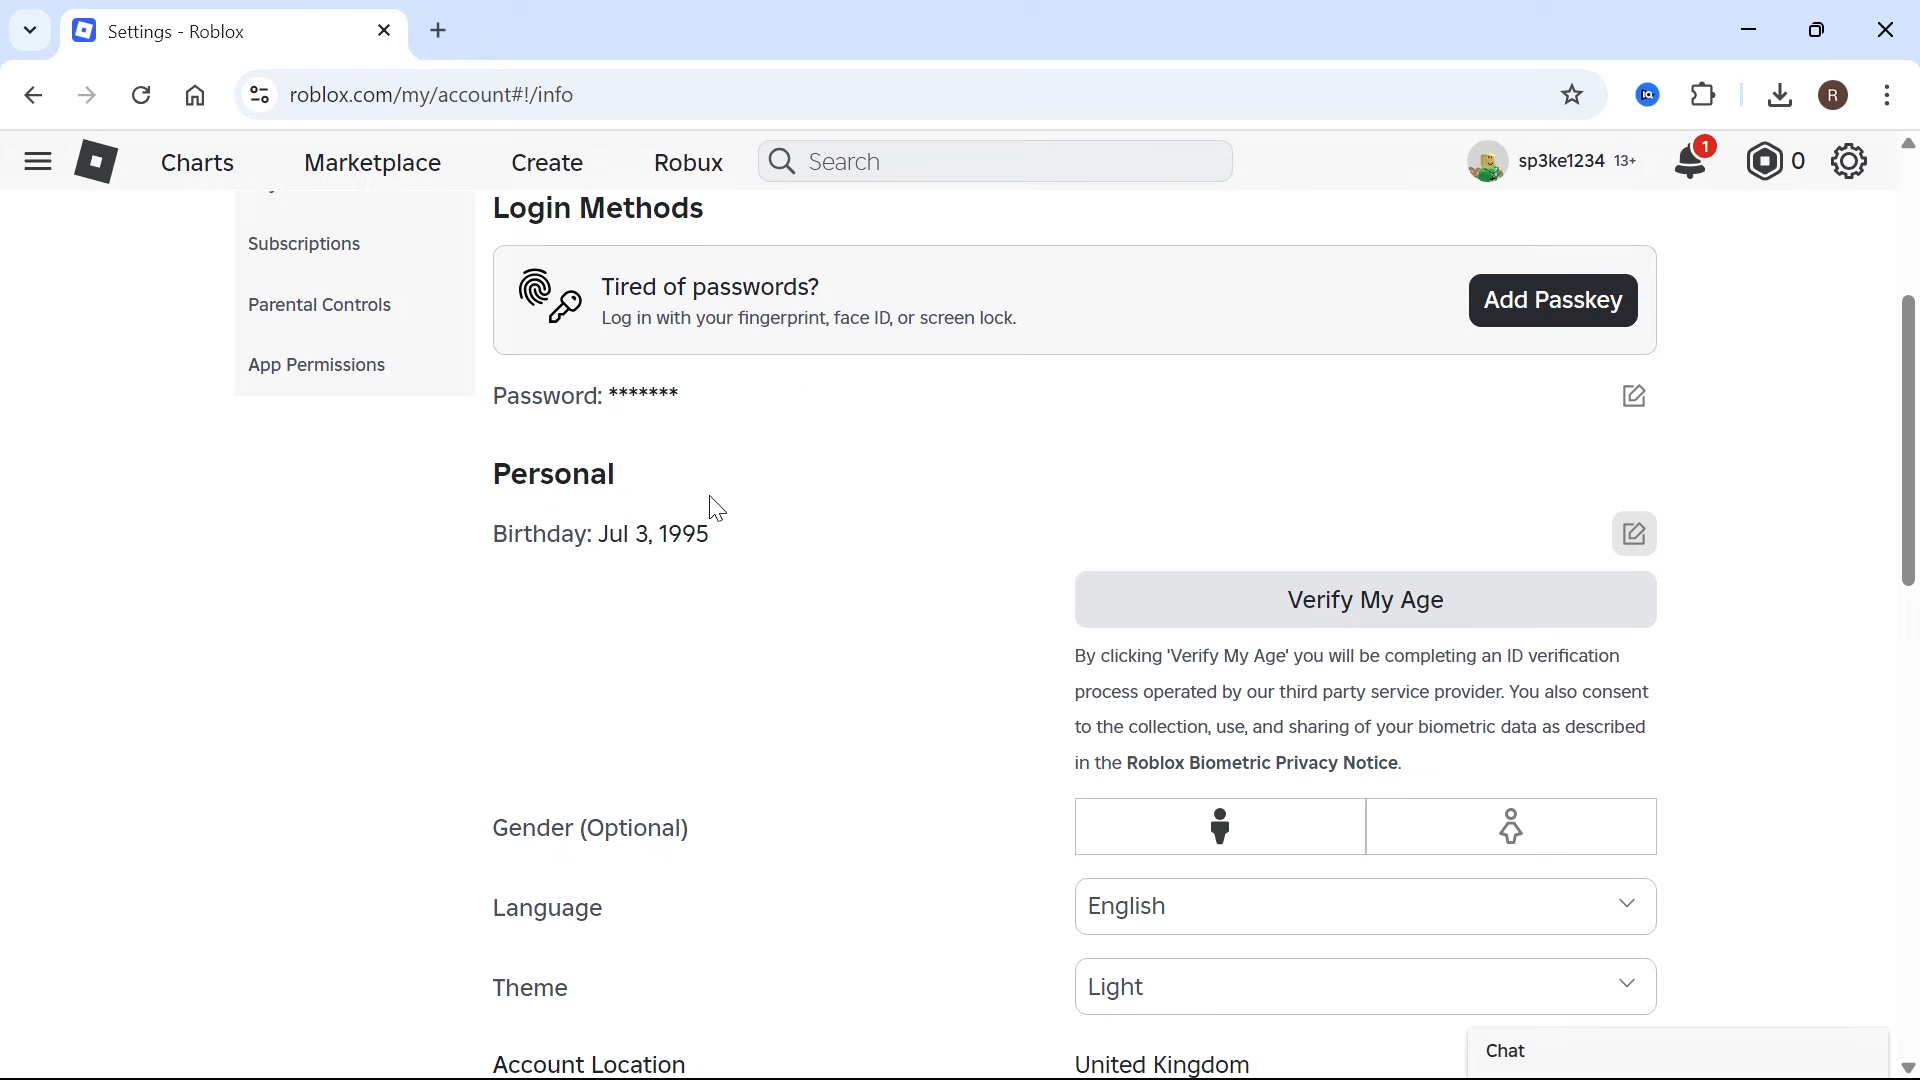 Settings - Roblox
roblox.com/my/account#!/info
R
Charts
Marketplace
Create
Robux
Search
sp3ke1234 13+
1
0
Login Methods
Subscriptions
Parental Controls
App Permissions
Tired of passwords?
Log in with your fingerprint, face ID, or screen lock.
Add Passkey
Password: *******
Personal
Birthday: Jul 3, 1995
Verify My Age
By clicking 'Verify My Age' you will be completing an ID verification
process operated by our third party service provider. You also consent
to the collection, use, and sharing of your biometric data as described
in the Roblox Biometric Privacy Notice.
Gender (Optional)
Language
English
Theme
Light
Account Location
United Kingdom
Chat